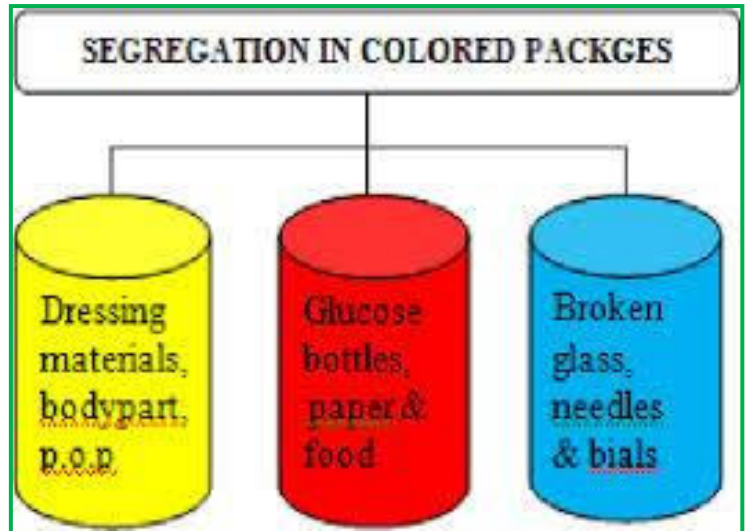 SEGREGATION IN COLORED PACKGES
Dressing
materials,
bodypart,
p.o.p
Glucose
bottles,
paper &
food
Broken
glass,
needles
& bials